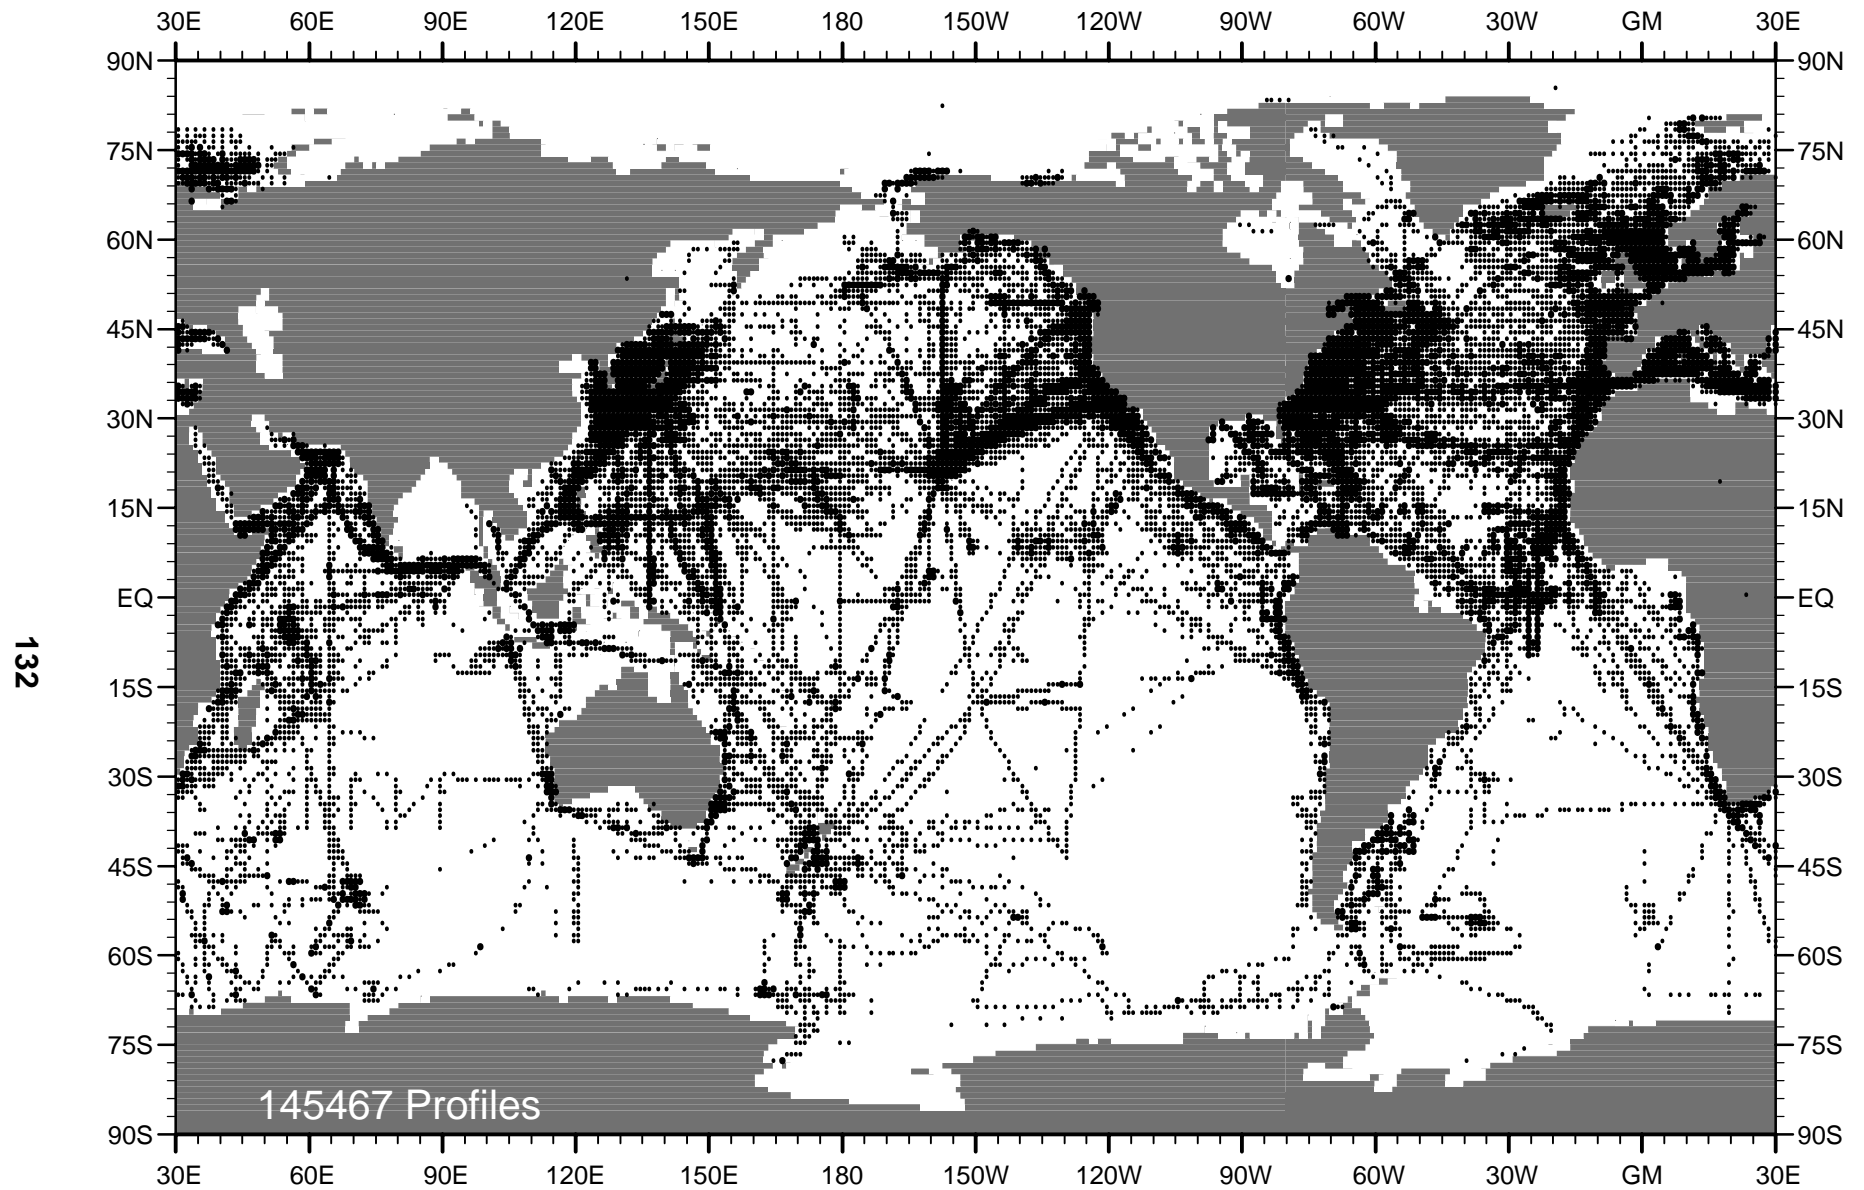 30E 60E 90E 120E 150E 180 150W 120W 90W 60W 30W GM 30E
90N 90N
75N 75N
60N 60N
45N 45N
30N 30N
15N 15N
EQ EQ
132
15S 15S
30S 30S
45S 45S
60S 60S
75S 75S
145467 Profiles
90S 90S
30E 60E 90E 120E 150E 180 150W 120W 90W 60W 30W GM 30E